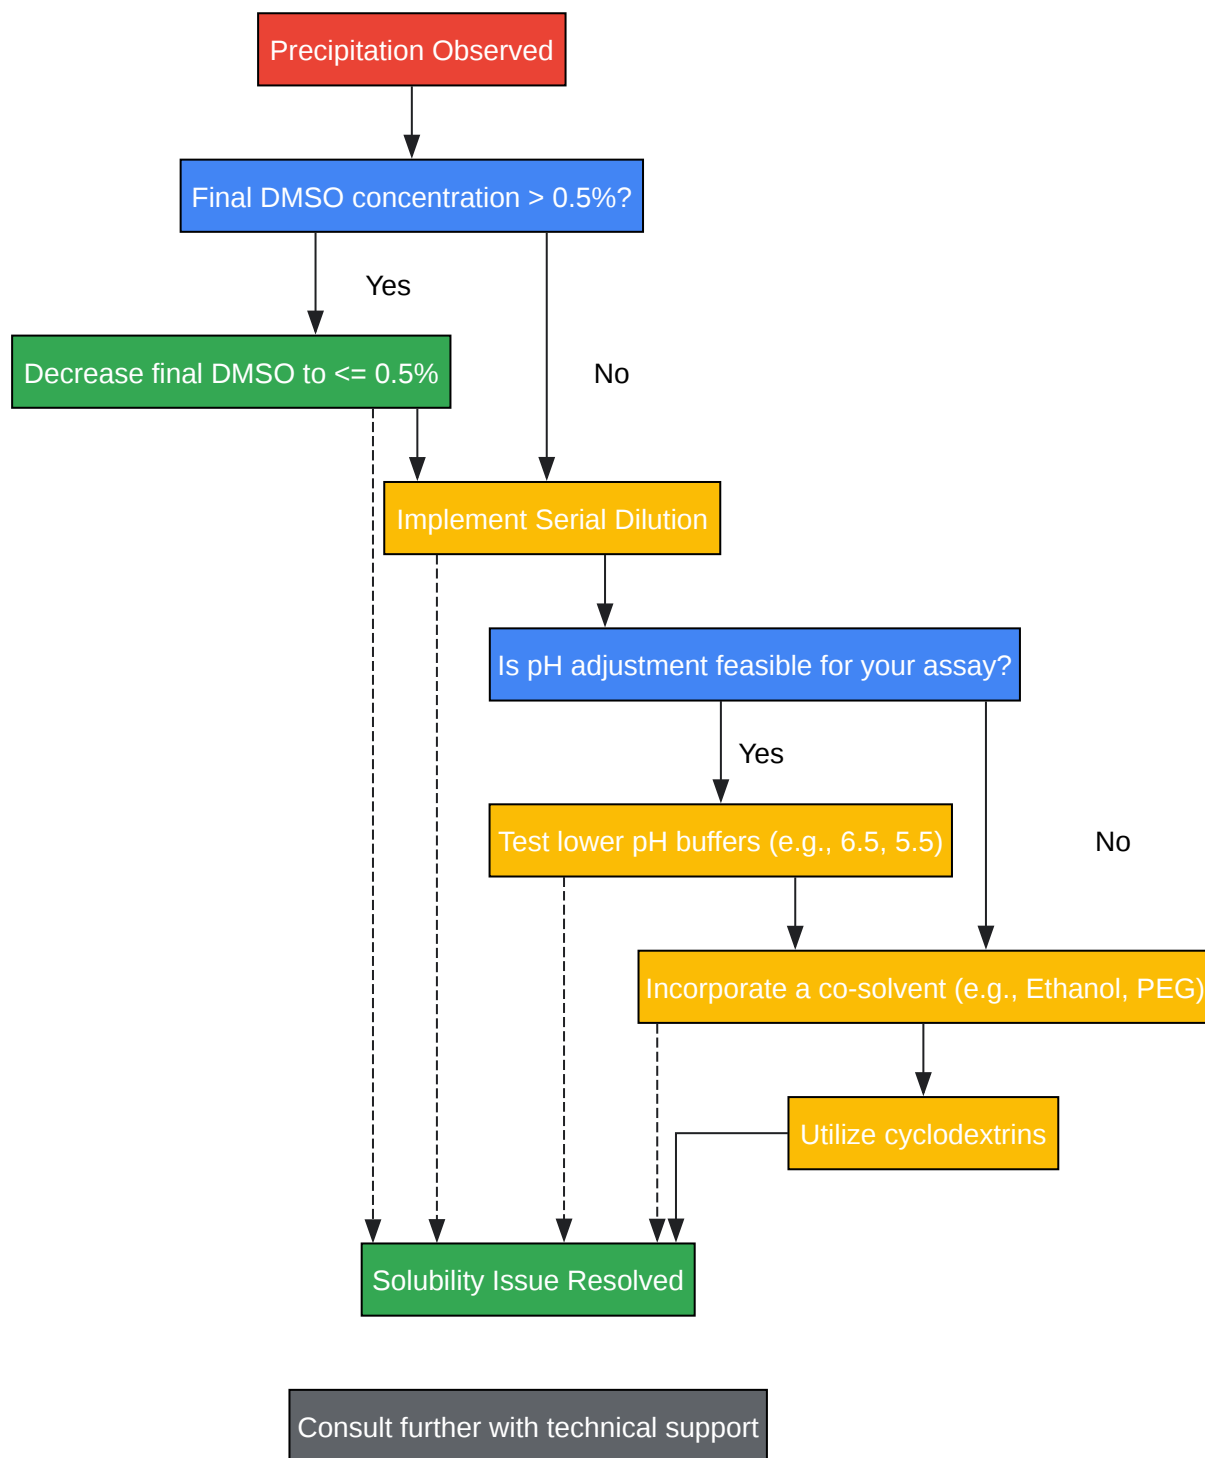 Precipitation Observed
Final DMSO concentration > 0.5%?
Yes
Decrease final DMSO to <= 0.5%
No
Implement Serial Dilution
Is pH adjustment feasible for your assay?
Yes
Test lower pH buffers (e.g., 6.5, 5.5)
No
Incorporate a co-solvent (e.g., Ethanol, PEG)
Utilize cyclodextrins
Solubility Issue Resolved
Consult further with technical support